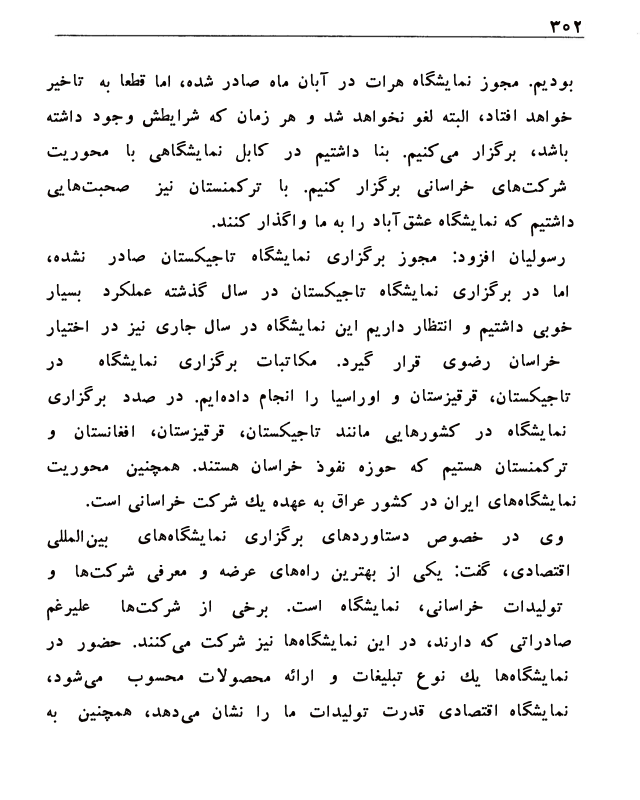 ۳۰۲
بودیم. مجوز نمایشگاه هرات در آبان ماه صادر شده، اما قطعا به تاخیر
خواهد افتاد، البته لغو نخواهد شد و هر زمان که شرایطش وجود داشته
باشد، برگزار می‌کنیم. بنا داشتیم در کابل نمایشگاهی با محوریت
شرکت‌های خراسانی برگزار کنیم. با ترکمنستان نیز صحبت‌هایی
داشتیم که نمایشگاه عشق‌آباد را به ما واگذار کنند.
رسولیان افزود: مجوز برگزاری نمایشگاه تاجیکستان صادر نشده،
اما در برگزاری نمایشگاه تاجیکستان در سال گذشته عملکرد بسیار
خوبی داشتیم و انتظار داریم این نمایشگاه در سال جاری نیز در اختیار
خراسان رضوی قرار گیرد. مکاتبات برگزاری نمایشگاه در
تاجیکستان، قرقیزستان و اوراسیا را انجام داده‌ایم. در صدد برگزاری
نمایشگاه در کشورهایی مانند تاجیکستان، قرقیزستان، افغانستان و
ترکمنستان هستیم که حوزه نفوذ خراسان هستند. همچنین محوریت
نمایشگاه‌های ایران در کشور عراق به عهده یك شرکت خراسانی است.
وی در خصوص دستاوردهای برگزاری نمایشگاه‌های بین‌المللی
اقتصادی، گفت: یکی از بهترین راه‌های عرضه و معرفی شرکت‌ها و
تولیدات خراسانی، نمایشگاه است. برخی از شرکت‌ها علیرغم
صادراتی که دارند، در این نمایشگاه‌ها نیز شرکت می‌کنند. حضور در
نمایشگاه‌ها یك نوع تبلیغات و ارائه محصولات محسوب می‌شود،
نمایشگاه اقتصادی قدرت تولیدات ما را نشان می‌دهد، همچنین به